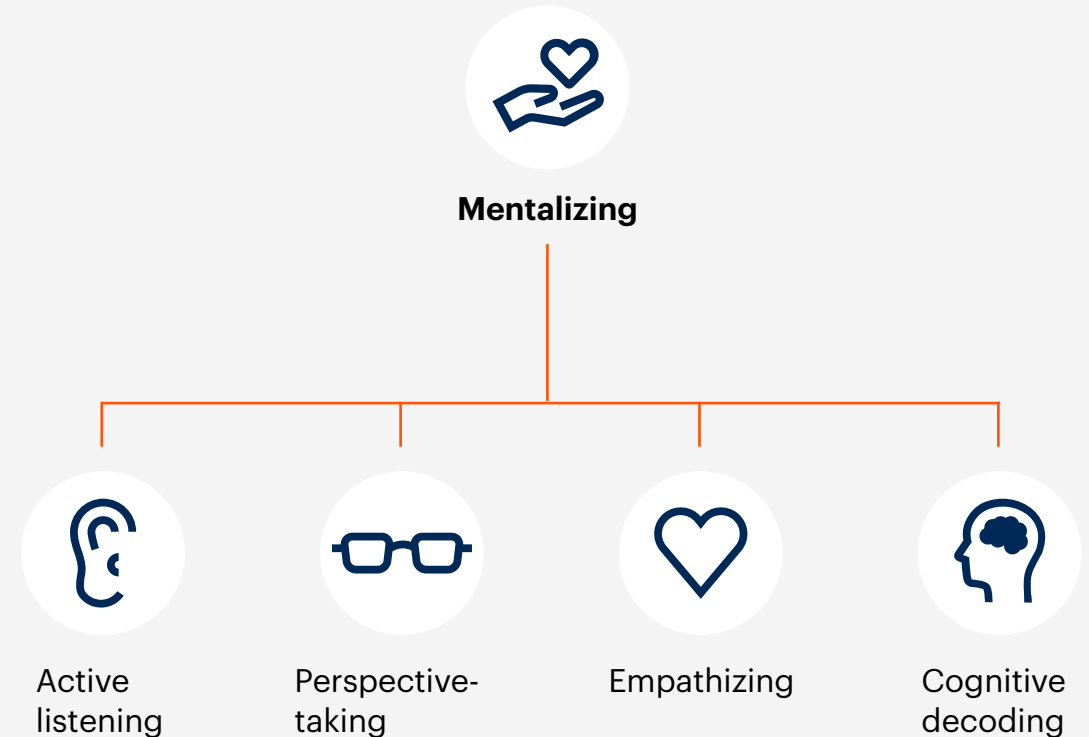 Mentalizing
Active
listening
Perspective-
taking
Empathizing
Cognitive
decoding